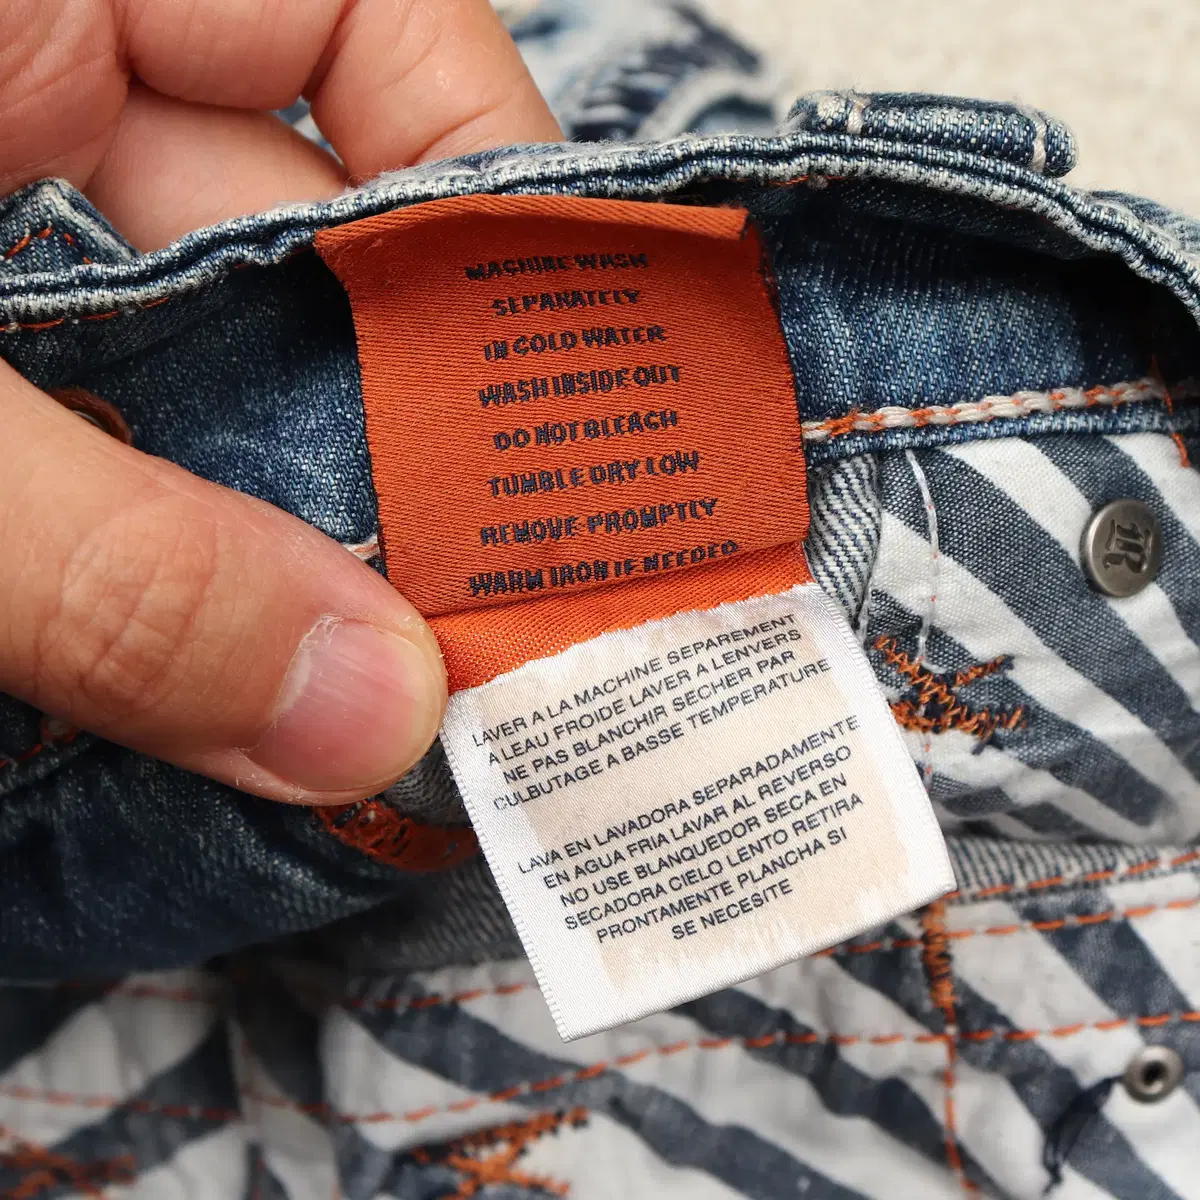 MACHINE WASH
SEPARATELY
IN COLD WATER
WASH INSIDE OUT
DO NOT BLEACH
TUMBLE DRY LOW
REMOVE PROMPTLY
WARM IRON IF NEEDED
LAVER A LA MACHINE SEPAREMENT
A LEAU FROIDE LAVER A LENVERS
NE PAS BLANCHIR SECHER PAR
CULBUTAGE A BASSE TEMPERATURE
LAVA EN LAVADORA SEPARADAMENTE
EN AGUA FRIA LAVAR AL REVERSO
NO USE BLANQUEDOR SECA EN
SECADORA CIELO LENTO RETIRA
PRONTAMENTE PLANCHA SI
SE NECESITE
R